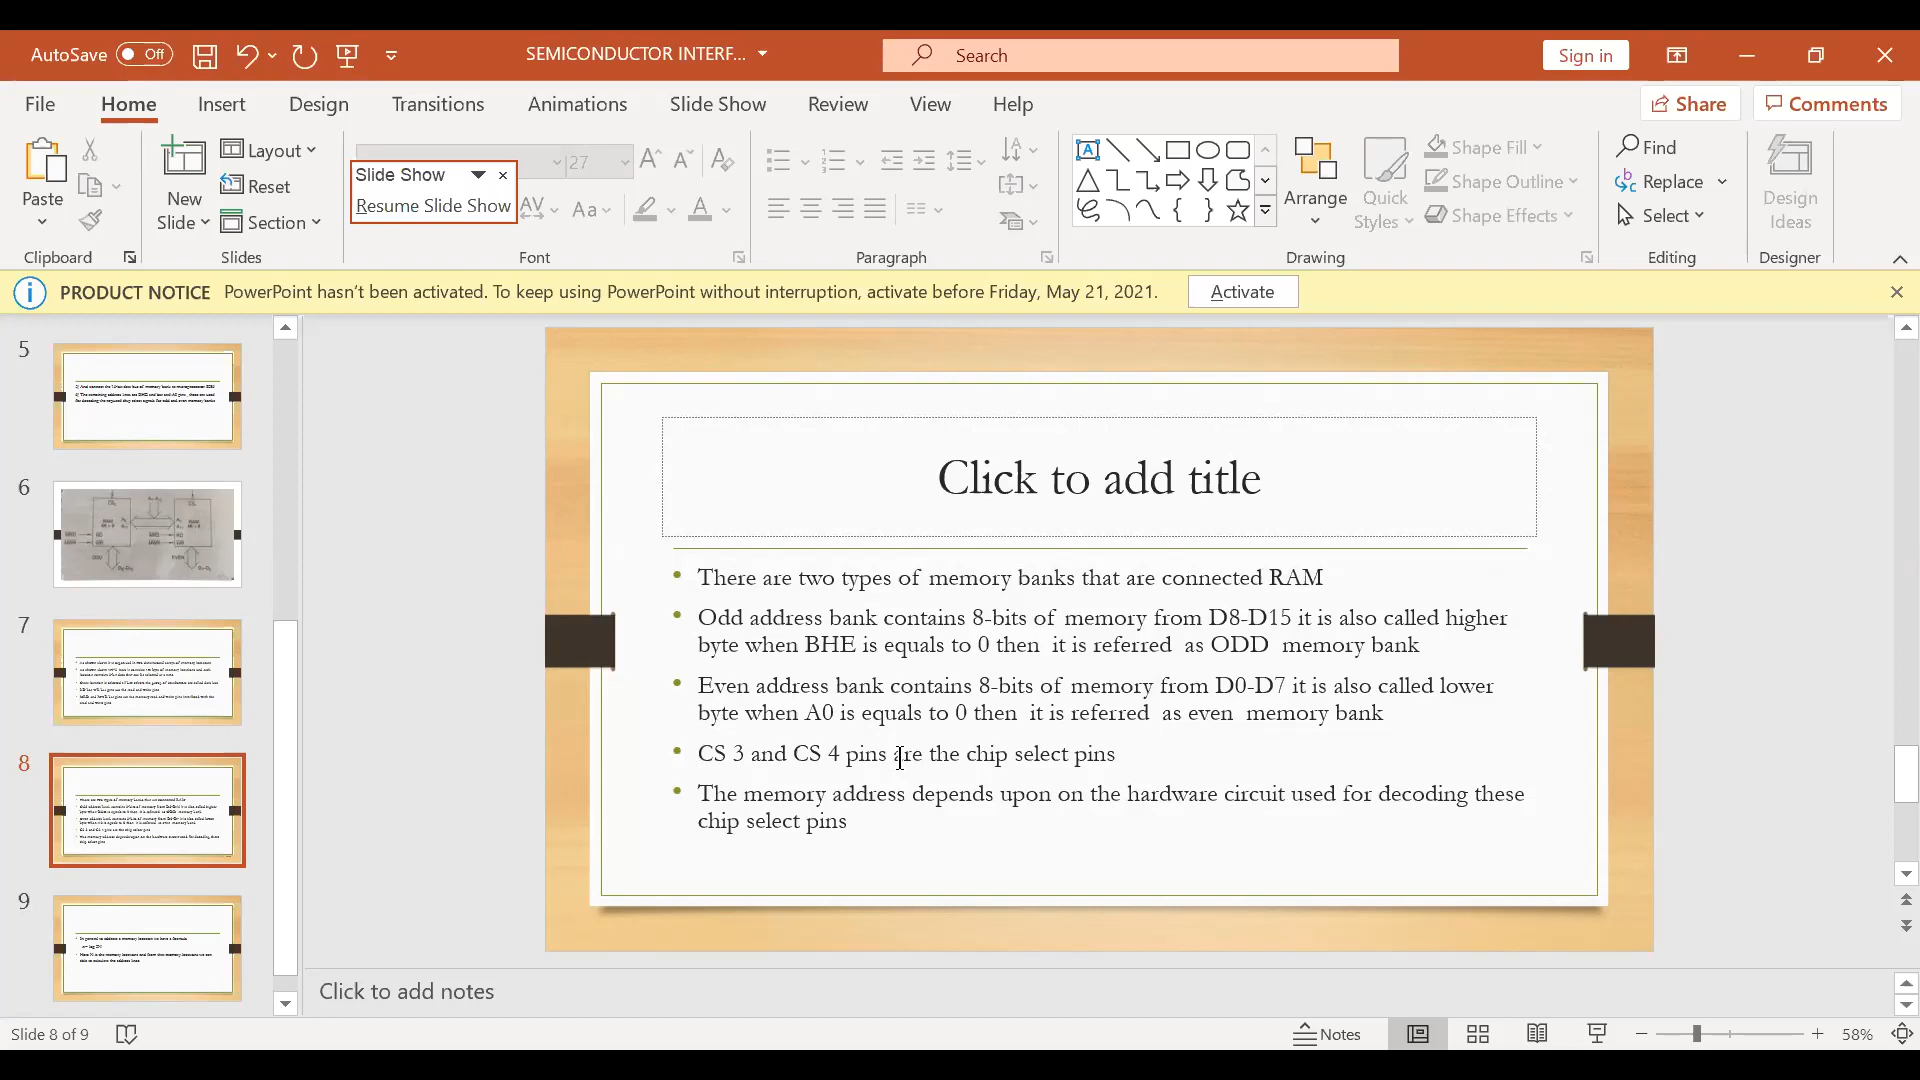 AutoSave Off
SEMICONDUCTOR INTERF...
Search
Sign in
File Home Insert Design Transitions Animations Slide Show Review View Help
Share Comments
Paste
Clipboard
New
Slide
Layout
Reset
Section
Slides
27
Slide Show
Resume Slide Show
Aa
Font
Paragraph
Arrange
Quick
Styles
Shape Fill
Shape Outline
Shape Effects
Drawing
Find
Replace
Select
Editing
Design
Ideas
Designer
PRODUCT NOTICE PowerPoint hasn't been activated. To keep using PowerPoint without interruption, activate before Friday, May 21, 2021. Activate
5
6
7
8
9
Click to add title
There are two types of memory banks that are connected RAM
Odd address bank contains 8-bits of memory from D8-D15 it is also called higher
byte when BHE is equals to 0 then it is referred as ODD memory bank
Even address bank contains 8-bits of memory from D0-D7 it is also called lower
byte when A0 is equals to 0 then it is referred as even memory bank
CS 3 and CS 4 pins are the chip select pins
The memory address depends upon on the hardware circuit used for decoding these
chip select pins
Click to add notes
Slide 8 of 9
Notes
58%